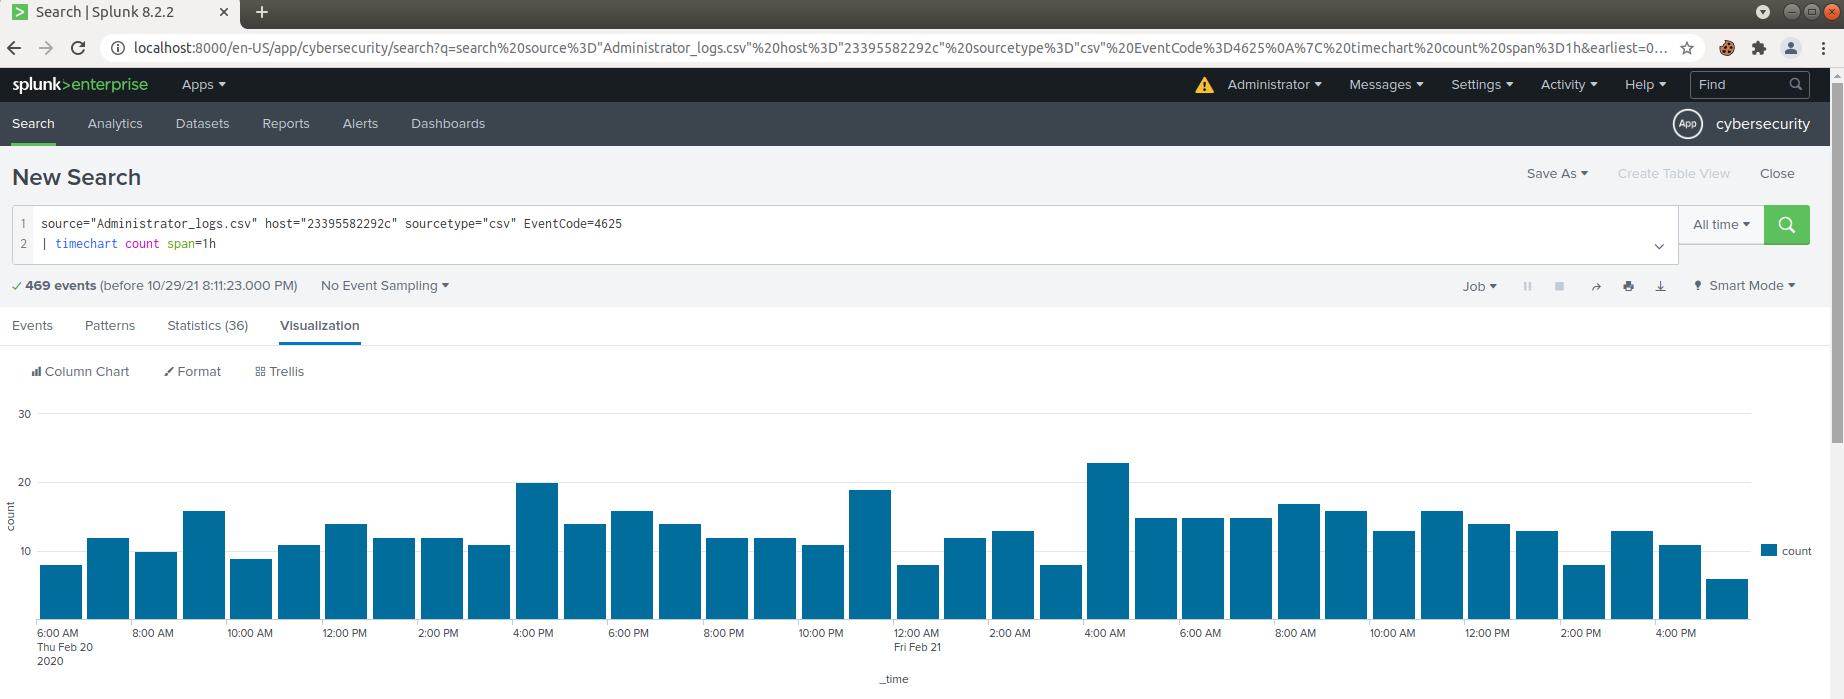 Search | Splunk 8.2.2
localhost:8000/en-US/app/cybersecurity/search?q=search%20source%3D"Administrator_logs.csv"%20host%3D"23395582292c"%20sourcetype%3D"csv"%20EventCode%3D4625%0A%7C%20timechart%20count%20span%3D1h&earliest=0...
splunk>enterprise Apps Administrator Messages Settings Activity Help Find
Search Analytics Datasets Reports Alerts Dashboards App cybersecurity
New Search Save As Create Table View Close
1 source="Administrator_logs.csv" host="23395582292c" sourcetype="csv" EventCode=4625 All time
2 | timechart count span=1h
469 events (before 10/29/21 8:11:23.000 PM) No Event Sampling Job Smart Mode
Events Patterns Statistics (36) Visualization
Column Chart Format Trellis
30
20
count
10
count
6:00 AM 8:00 AM 10:00 AM 12:00 PM 2:00 PM 4:00 PM 6:00 PM 8:00 PM 10:00 PM 12:00 AM 2:00 AM 4:00 AM 6:00 AM 8:00 AM 10:00 AM 12:00 PM 2:00 PM 4:00 PM
Thu Feb 20 Fri Feb 21
2020
_time